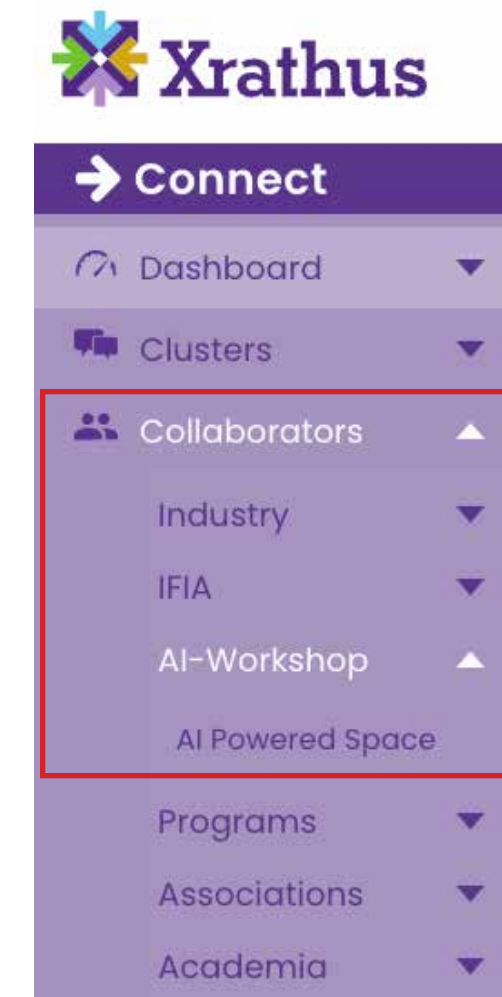 Xrathus
Connect
Dashboard
Clusters
Collaborators
Industry
IFIA
AI-Workshop
AI Powered Space
Programs
Associations
Academia